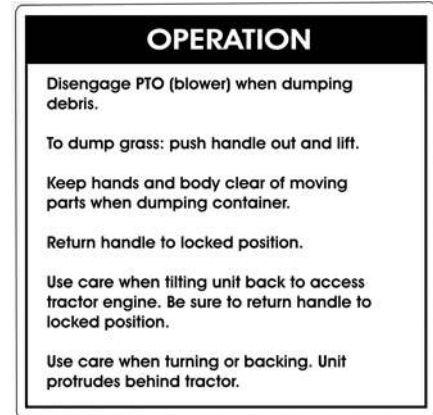 OPERATION
Disengage PTO (blower) when dumping
debris.
To dump grass: push handle out and lift.
Keep hands and body clear of moving
parts when dumping container.
Return handle to locked position.
Use care when tilting unit back to access
tractor engine. Be sure to return handle to
locked position.
Use care when turning or backing. Unit
protrudes behind tractor.